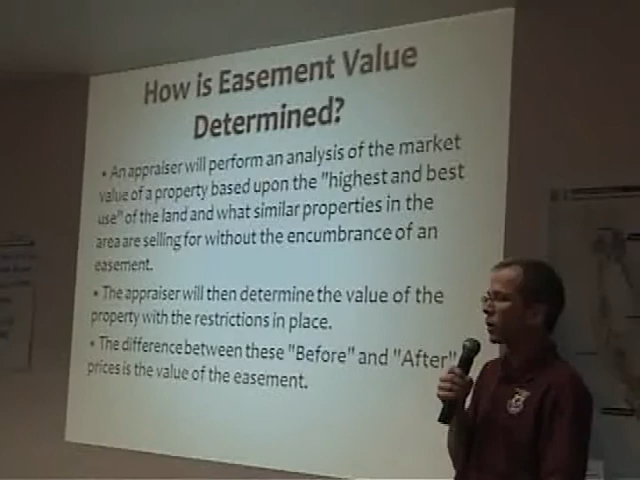 How is Easement Value
Determined?
• An appraiser will perform an analysis of the market
value of a property based upon the "highest and best
use" of the land and what similar properties in the
area are selling for without the encumbrance of an
easement.
• The appraiser will then determine the value of the
property with the restrictions in place.
• The difference between these "Before" and "After"
prices is the value of the easement.